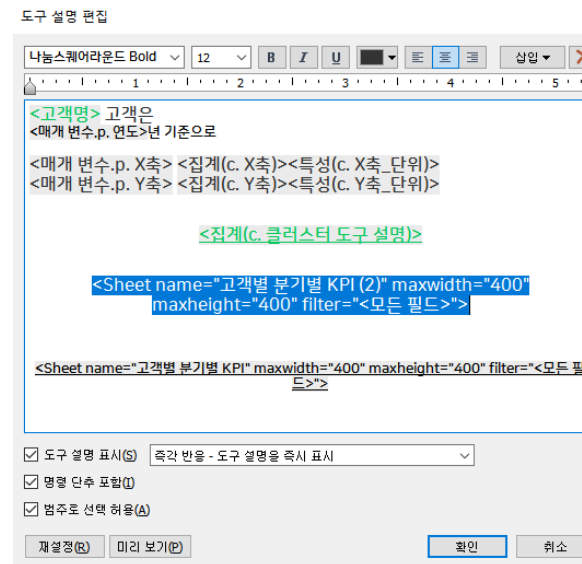 도구 설명 편집
나눔스퀘어라운드 Bold 12 B I U 삽입
1 2 3 4 5
<고객명> 고객은
<매개 변수.p. 연도>년 기준으로
<매개 변수.p. X축> <집계(c. X축)><특성(c. X축_단위)>
<매개 변수.p. Y축> <집계(c. Y축)><특성(c. Y축_단위)>
<집계(c. 클러스터 도구 설명)>
<Sheet name="고객별 분기별 KPI (2)" maxwidth="400"
maxheight="400" filter="<모든 필드>">
<Sheet name="고객별 분기별 KPI" maxwidth="400" maxheight="400" filter="<모든 필
드>">
도구 설명 표시(S) 즉각 반응 - 도구 설명을 즉시 표시
명령 단추 포함(I)
범주로 선택 허용(A)
재설정(R) 미리 보기(P) 확인 취소